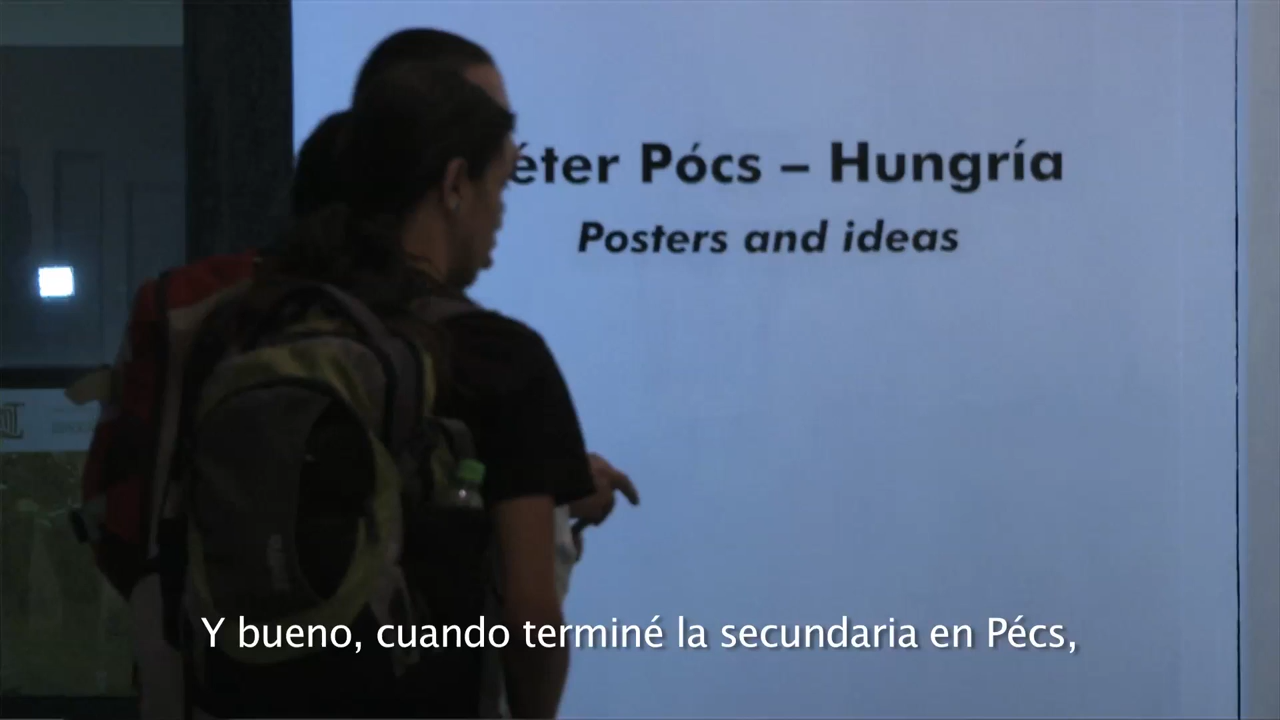 éter Pócs – Hungría
Posters and ideas
Y bueno, cuando terminé la secundaria en Pécs,